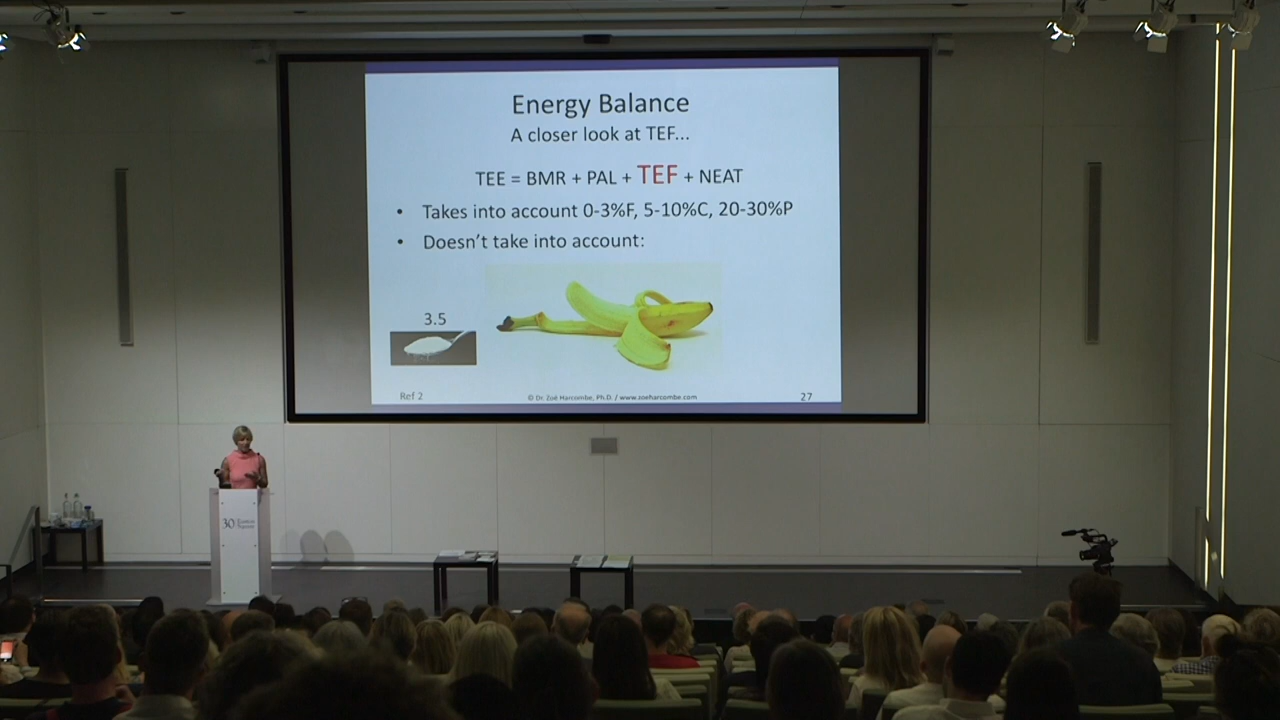 Energy Balance
A closer look at TEF...
TEE = BMR + PAL + TEF + NEAT
• Takes into account 0-3%F, 5-10%C, 20-30%P
• Doesn't take into account:
3.5
Ref 2
© Dr. Zoë Harcombe, Ph.D. / www.zoeharcombe.com
27
30